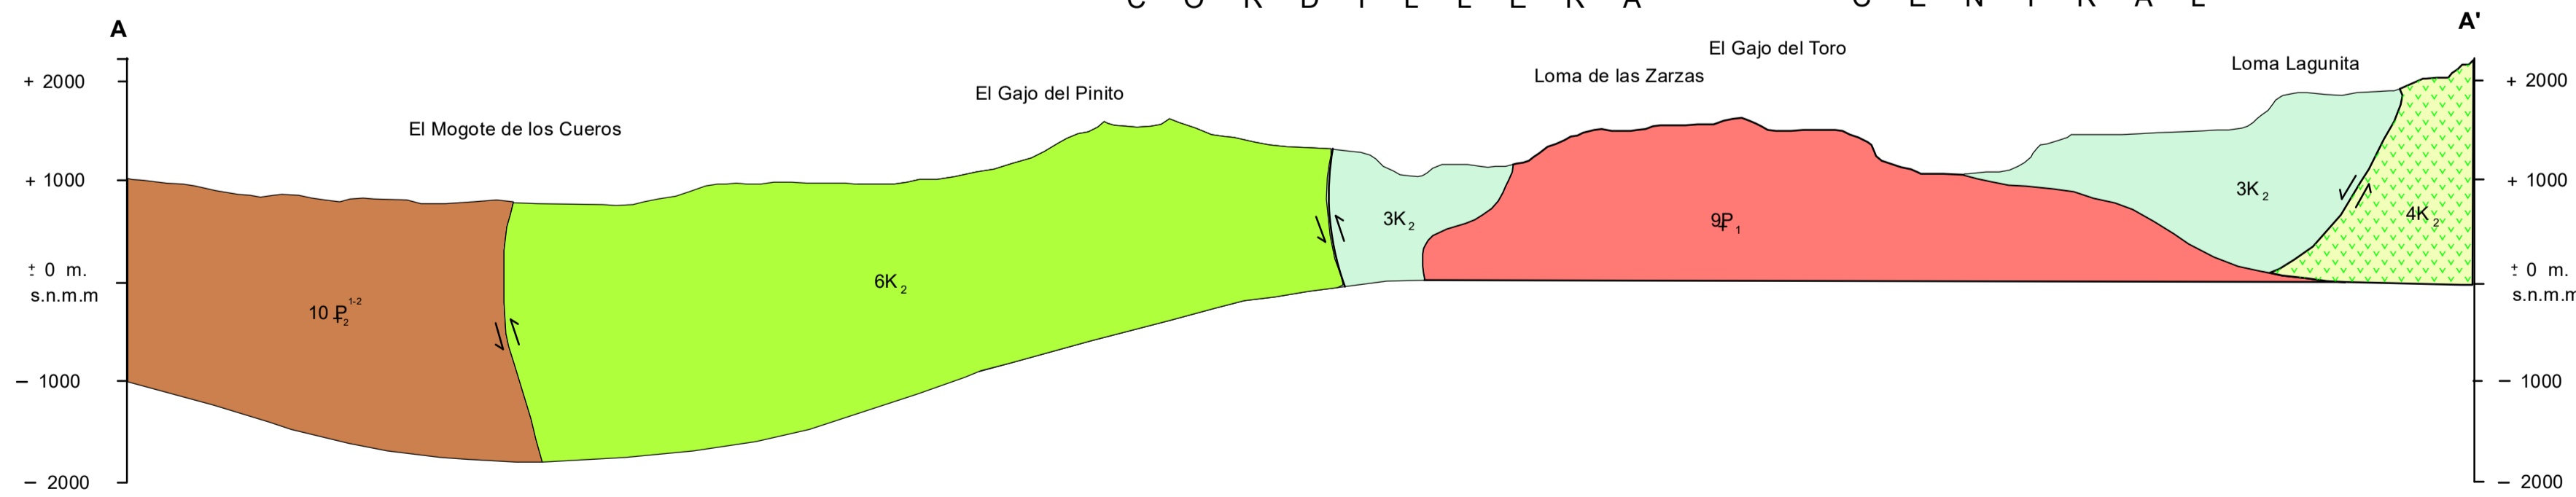 CORDILLERA CENTRAL
A A'
El Gajo del Toro
Loma Lagunita
Loma de las Zarzas
+ 2000 + 2000
El Gajo del Pinito
El Mogote de los Cueros
+ 1000 + 1000
3K2
4K2
3K2
9P1
± 0 m. ± 0 m.
s.n.m.m s.n.m.m
6K2
10 P2 1-2
− 1000 − 1000
− 2000 − 2000